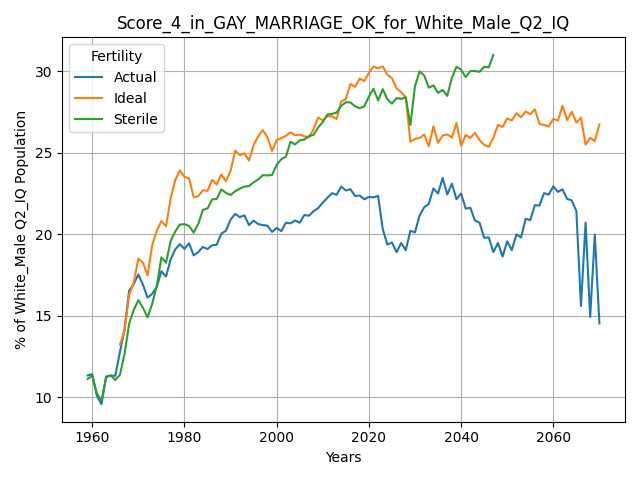 Score_4_in_GAY_MARRIAGE_OK_for_White_Male_Q2_IQ
Fertility
Actual
Ideal
Sterile
% of White_Male Q2_IQ Population
30
25
20
15
10
1960
1980
2000
2020
2040
2060
Years